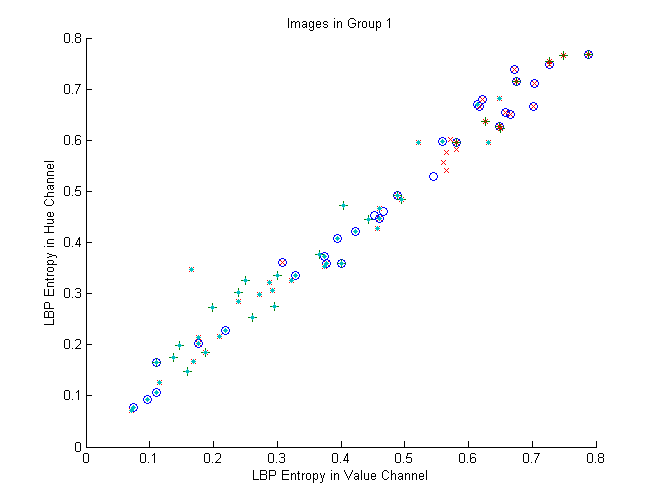 Images in Group 1
LBP Entropy in Hue Channel
0.8
0.7
0.6
0.5
0.4
0.3
0.2
0.1
0
0 0.1 0.2 0.3 0.4 0.5 0.6 0.7 0.8
LBP Entropy in Value Channel